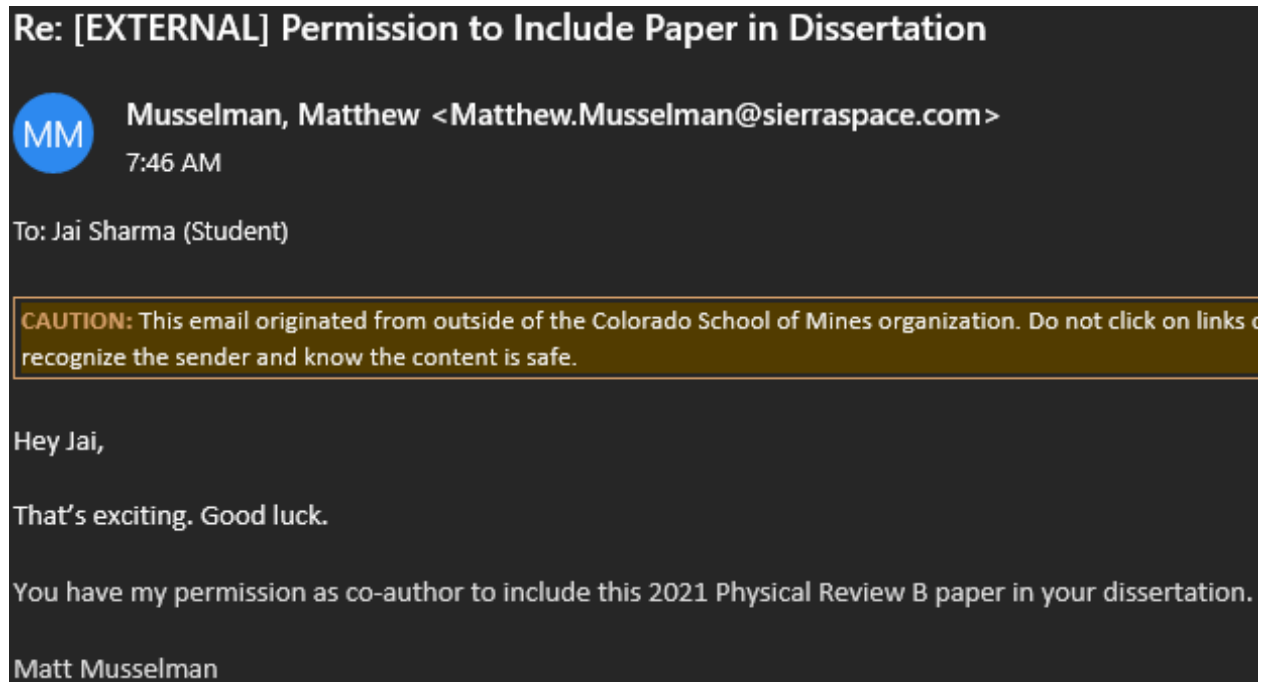 Re: [EXTERNAL] Permission to Include Paper in Dissertation
MM
Musselman, Matthew <Matthew.Musselman@sierraspace.com>
7:46 AM
To: Jai Sharma (Student)
CAUTION: This email originated from outside of the Colorado School of Mines organization. Do not click on links
recognize the sender and know the content is safe.
Hey Jai,
That's exciting. Good luck.
You have my permission as co-author to include this 2021 Physical Review B paper in your dissertation.
Matt Musselman